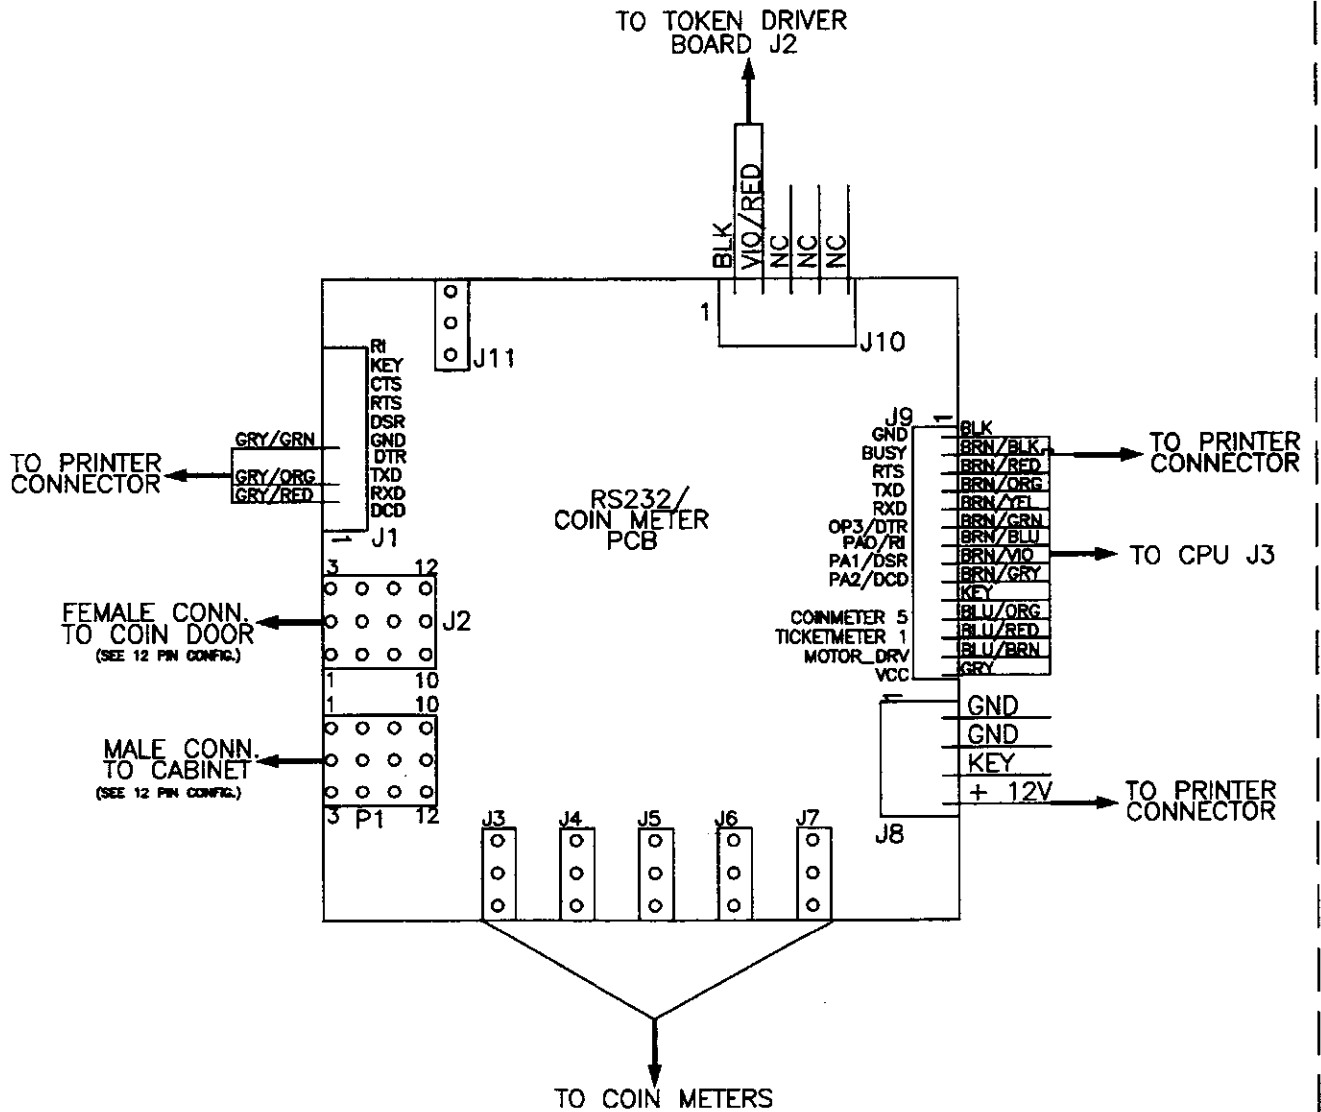 TO TOKEN DRIVER
BOARD J2
BLK
VIO/RED
NC
NC
NC
1
J10
J11
RI
KEY
CTS
RTS
DSR
GND
DTR
TXD
RXD
DCD
1
J1
GRY/GRN
GRY/ORG
GRY/RED
TO PRINTER
CONNECTOR
RS232/
COIN METER
PCB
J9
1
GND
BUSY
RTS
TXD
RXD
OP3/DTR
PA0/RI
PA1/DSR
PA2/DCD
COINMETER 5
TICKETMETER 1
MOTOR_DRV
VCC
BLK
BRN/BLK
BRN/RED
BRN/ORG
BRN/YEL
BRN/GRN
BRN/BLU
BRN/VIO
BRN/GRY
KEY
BLU/ORG
BLU/RED
BLU/BRN
GRY
TO PRINTER
CONNECTOR
TO CPU J3
3 12
J2
1 10
FEMALE CONN.
TO COIN DOOR
(SEE 12 PIN CONFIG.)
1 10
3 P1 12
MALE CONN.
TO CABINET
(SEE 12 PIN CONFIG.)
1
GND
GND
KEY
+ 12V
J8
TO PRINTER
CONNECTOR
J3 J4 J5 J6 J7
TO COIN METERS